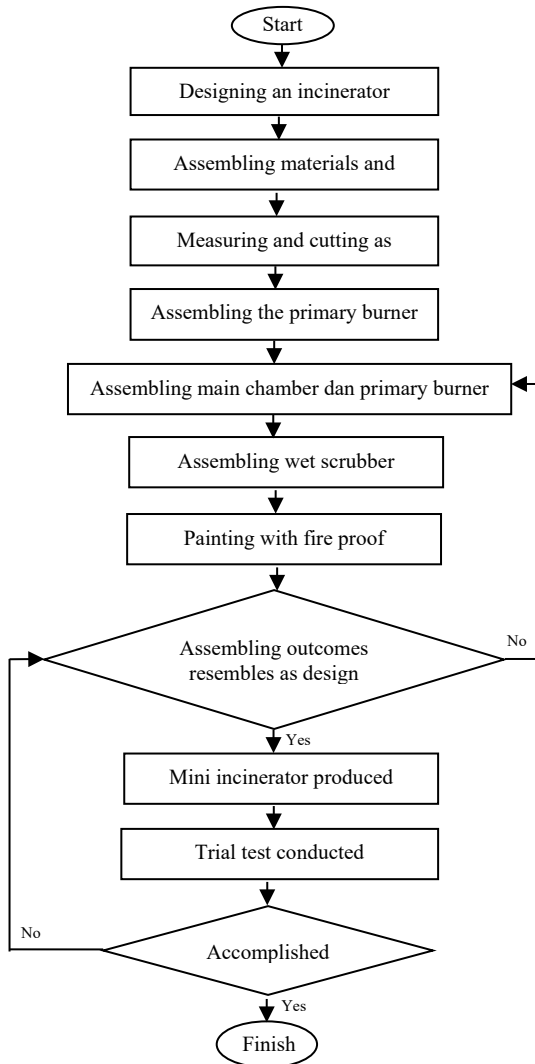 Start
Designing an incinerator
Assembling materials and
Measuring and cutting as
Assembling the primary burner
Assembling main chamber dan primary burner
Assembling wet scrubber
Painting with fire proof
Assembling outcomes
resembles as design
No
Yes
Mini incinerator produced
Trial test conducted
No
Accomplished
Yes
Finish